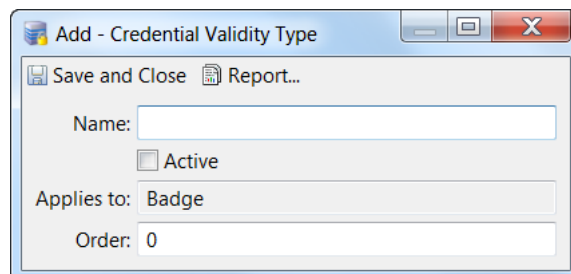 Add - Credential Validity Type
Save and Close Report...
Name:
Active
Applies to: Badge
Order: 0